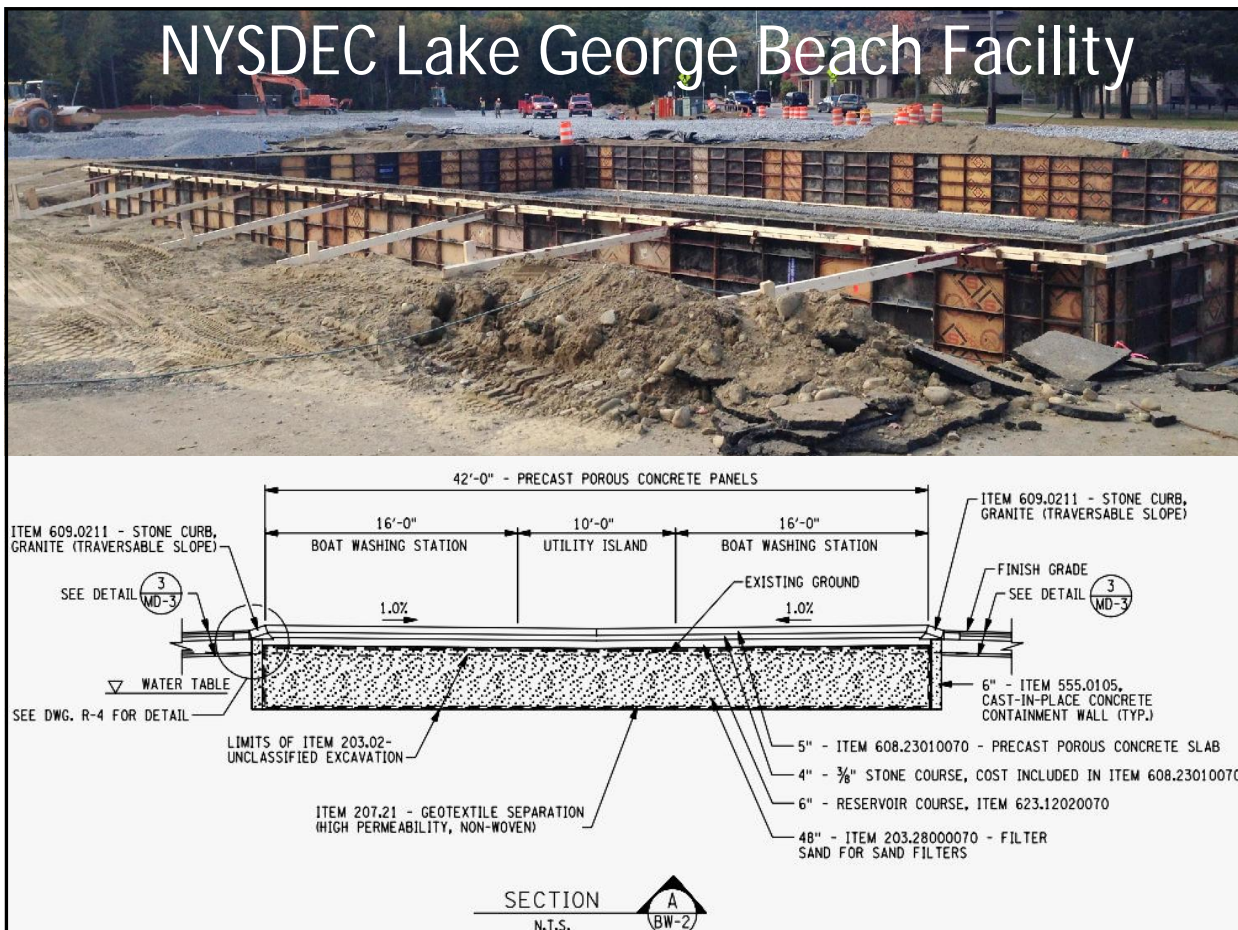 NYSDEC Lake George Beach Facility
42'-0" - PRECAST POROUS CONCRETE PANELS
ITEM 609.0211 - STONE CURB,
GRANITE (TRAVERSABLE SLOPE)
16'-0"
BOAT WASHING STATION
10'-0"
UTILITY ISLAND
16'-0"
BOAT WASHING STATION
ITEM 609.0211 - STONE CURB,
GRANITE (TRAVERSABLE SLOPE)
SEE DETAIL 3
MD-3
1.0%
EXISTING GROUND
1.0%
FINISH GRADE
SEE DETAIL 3
MD-3
WATER TABLE
SEE DWG. R-4 FOR DETAIL
6" - ITEM 555.0105,
CAST-IN-PLACE CONCRETE
CONTAINMENT WALL (TYP.)
LIMITS OF ITEM 203.02-
UNCLASSIFIED EXCAVATION
5" - ITEM 608.23010070 - PRECAST POROUS CONCRETE SLAB
4" - ⅜" STONE COURSE, COST INCLUDED IN ITEM 608.23010070
6" - RESERVOIR COURSE, ITEM 623.12020070
ITEM 207.21 - GEOTEXTILE SEPARATION
(HIGH PERMEABILITY, NON-WOVEN)
48" - ITEM 203.28000070 - FILTER
SAND FOR SAND FILTERS
SECTION A
N.T.S. BW-2